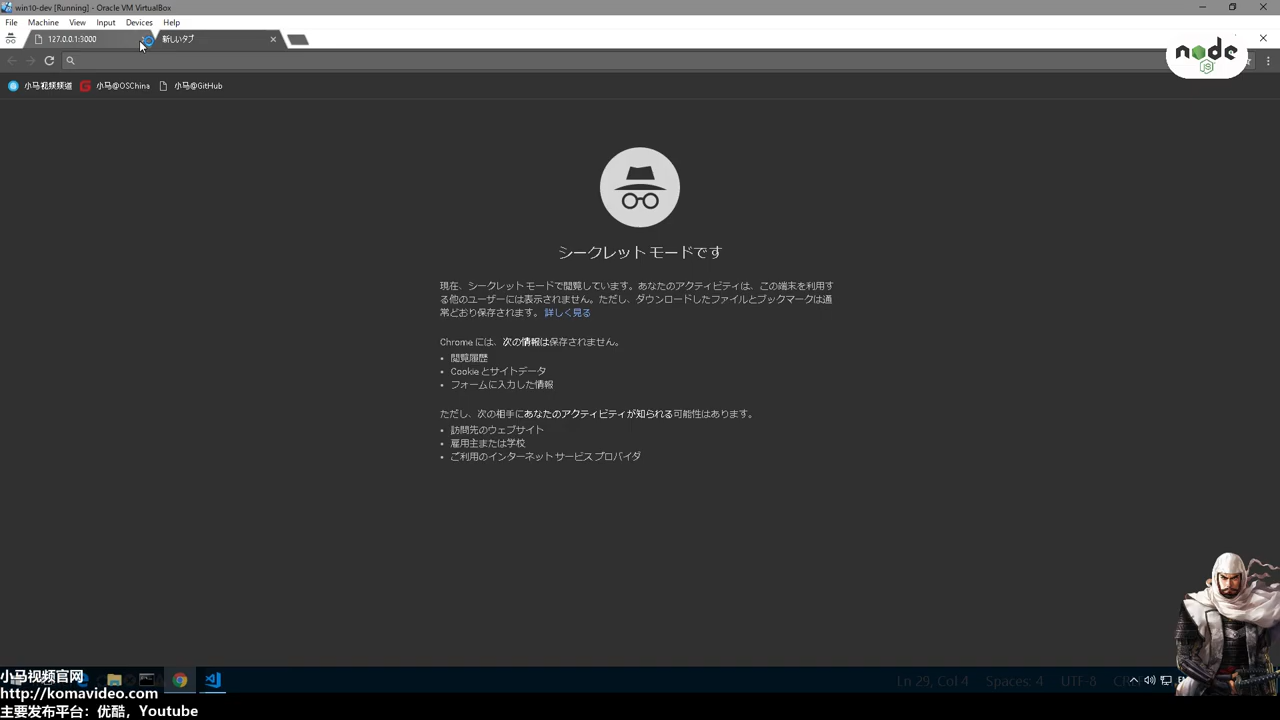 win10-dev [Running] - Oracle VM VirtualBox
File Machine View Input Devices Help
127.0.0.1:3000
新しいタブ
node
JS
小马视频频道
小马@OSChina
小马@GitHub
シークレット モードです
現在、シークレット モードで閲覧しています。あなたのアクティビティは、この端末を利用す
る他のユーザーには表示されません。ただし、ダウンロードしたファイルとブックマークは通
常どおり保存されます。 詳しく見る
Chrome には、次の情報は保存されません。
• 閲覧履歴
• Cookie とサイトデータ
• フォームに入力した情報
ただし、次の相手にあなたのアクティビティが知られる可能性はあります。
• 訪問先のウェブサイト
• 雇用主または学校
• ご利用のインターネット サービス プロバイダ
Ln 29, Col 4 Spaces: 4 UTF-8
小马视频官网
http://komavideo.com
主要发布平台：优酷，Youtube